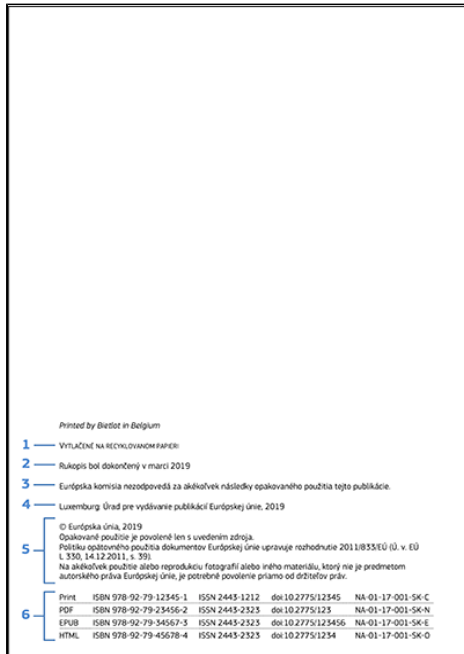 Printed by Bietlot in Belgium
1 VYTLAČENÉ NA RECYKLOVANOM PAPIERI
2 Rukopis bol dokončený v marci 2019
3 Európska komisia nezodpovedá za akékoľvek následky opakovaného použitia tejto publikácie.
4 Luxemburg: Úrad pre vydávanie publikácií Európskej únie, 2019
© Európska únia, 2019
Opakované použitie je povolené len s uvedením zdroja.
5 Politiku opätovného použitia dokumentov Európskej únie upravuje rozhodnutie 2011/833/EÚ (Ú. v. EÚ
L 330, 14.12.2011, s. 39).
Na akékoľvek použitie alebo reprodukciu fotografií alebo iného materiálu, ktorý nie je predmetom
autorského práva Európskej únie, je potrebné povolenie priamo od držiteľov práv.
Print ISBN 978-92-79-12345-1 ISSN 2443-1212 doi:10.2775/12345 NA-01-17-001-SK-C
6 PDF ISBN 978-92-79-23456-2 ISSN 2443-2323 doi:10.2775/123 NA-01-17-001-SK-N
EPUB ISBN 978-92-79-34567-3 ISSN 2443-2323 doi:10.2775/123456 NA-01-17-001-SK-E
HTML ISBN 978-92-79-45678-4 ISSN 2443-2323 doi:10.2775/1234 NA-01-17-001-SK-O